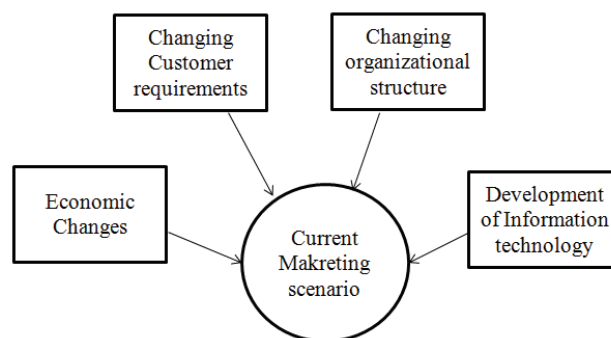 Changing
Customer
requirements
Changing
organizational
structure
Economic
Changes
Current
Makreting
scenario
Development
of Information
technology